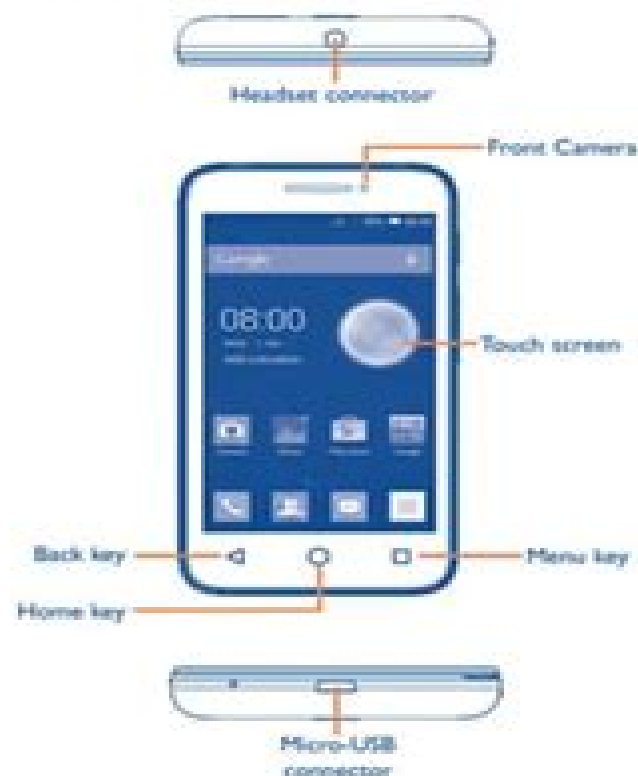 Headset connector
Front Camera
Google
08:00
Touch screen
Back key
Menu key
Home key
Micro-USB
connector